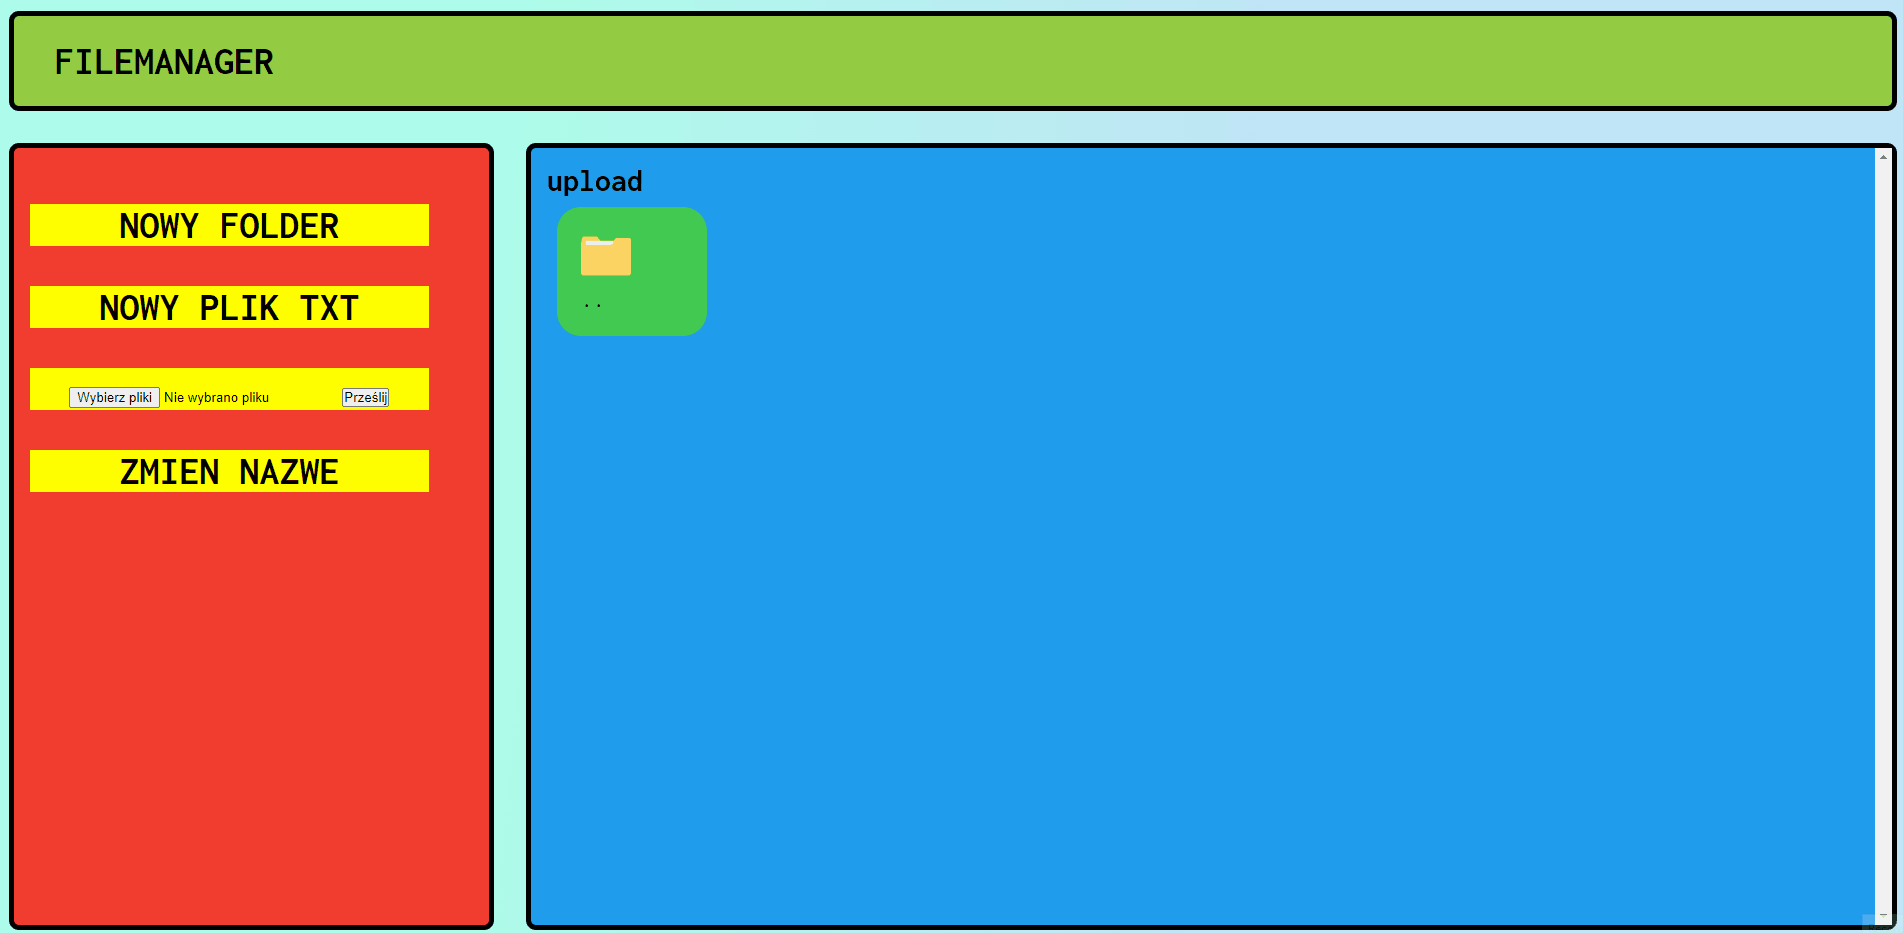 FILEMANAGER
NOWY FOLDER
NOWY PLIK TXT
Wybierz pliki Nie wybrano pliku Prześlij
ZMIEN NAZWE
upload
..